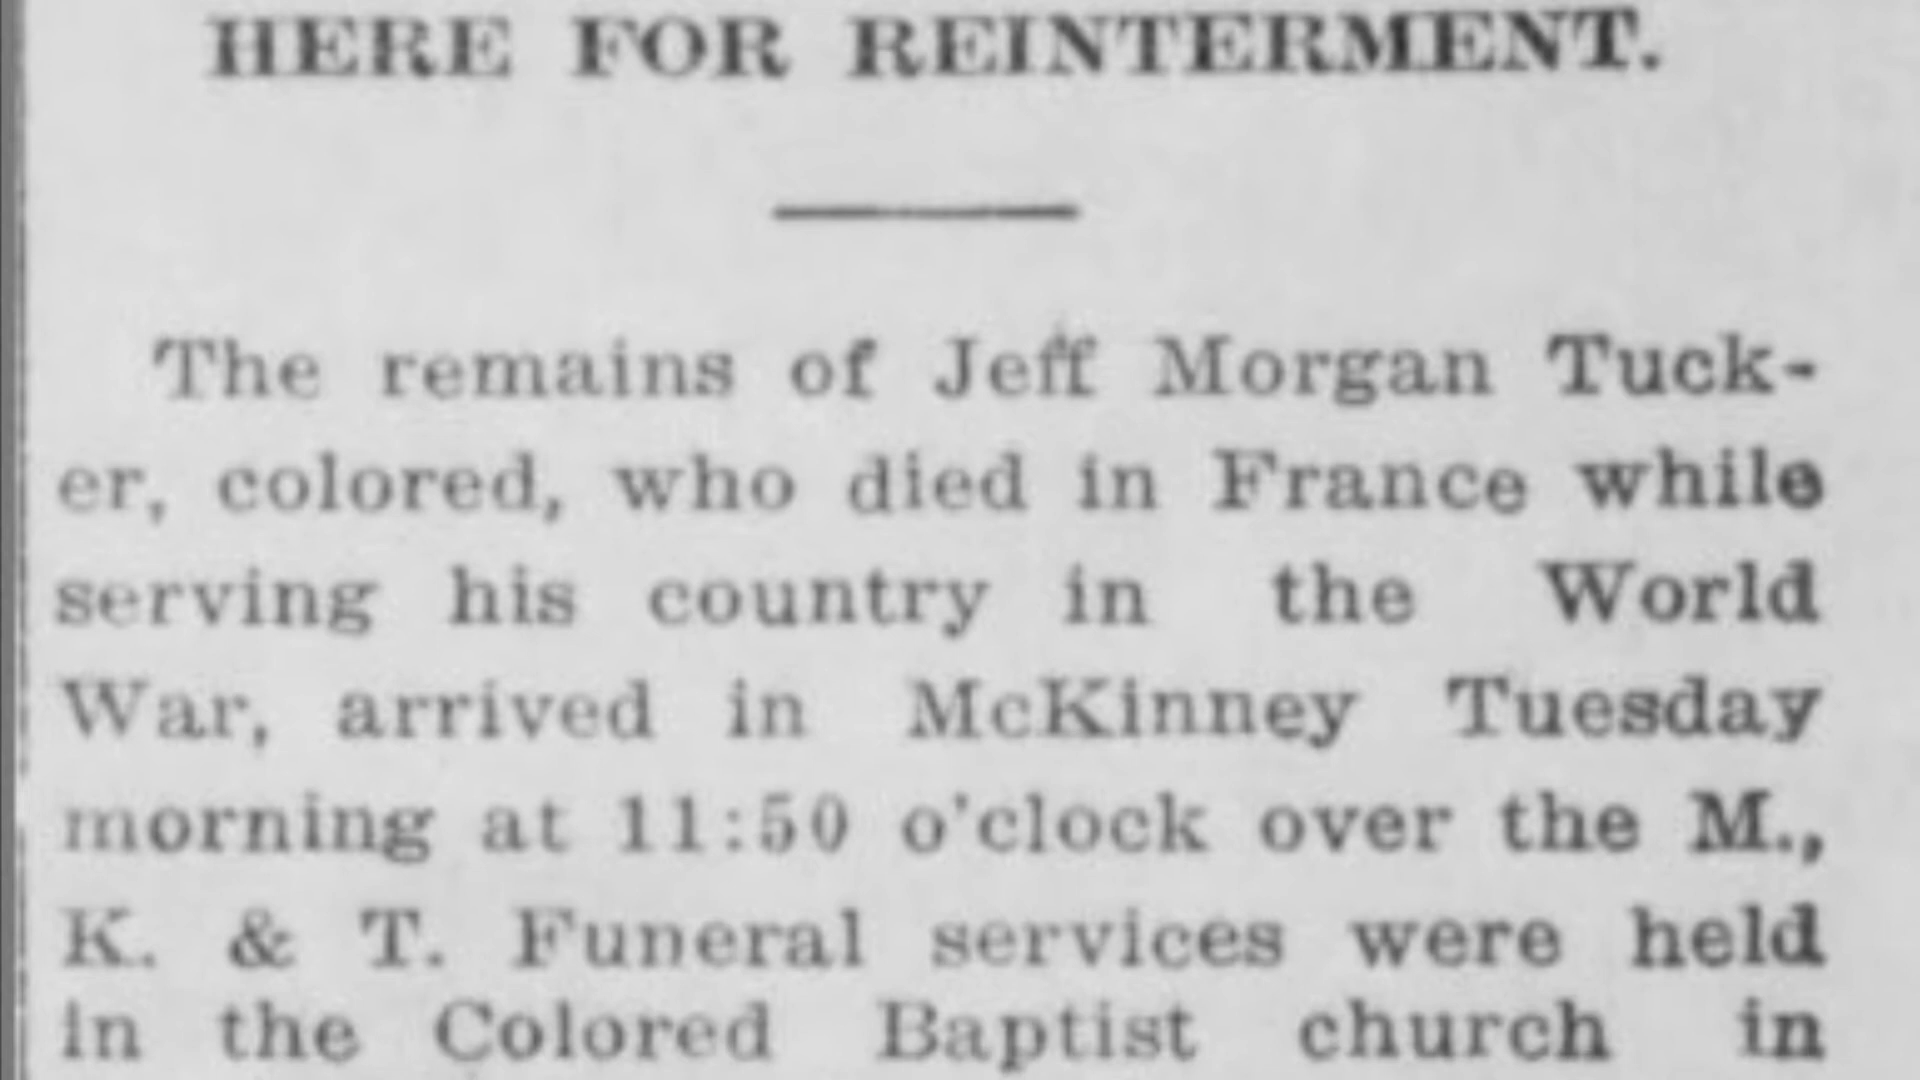 HERE FOR REINTERMENT.
The remains of Jeff Morgan Tuck-
er, colored, who died in France while
serving his country in the World
War, arrived in McKinney Tuesday
morning at 11:50 o'clock over the M.,
K. & T. Funeral services were held
in the Colored Baptist church in